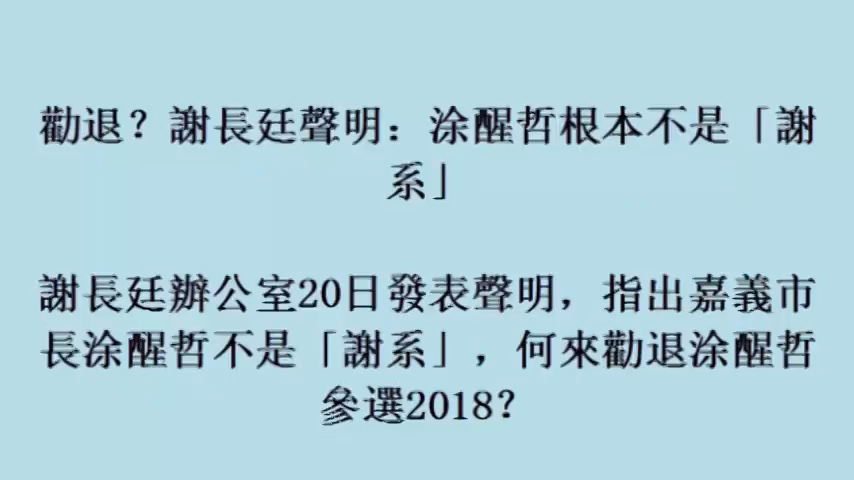 勸退？謝長廷聲明：涂醒哲根本不是「謝
系」
謝長廷辦公室20日發表聲明，指出嘉義市
長涂醒哲不是「謝系」，何來勸退涂醒哲
參選2018？